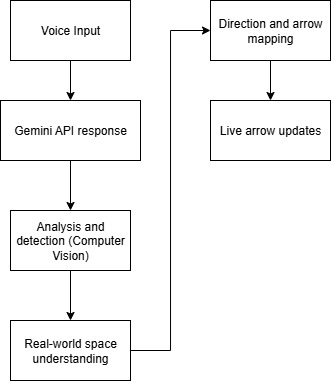 Voice Input
Gemini API response
Analysis and
detection (Computer
Vision)
Real-world space
understanding
Direction and arrow
mapping
Live arrow updates